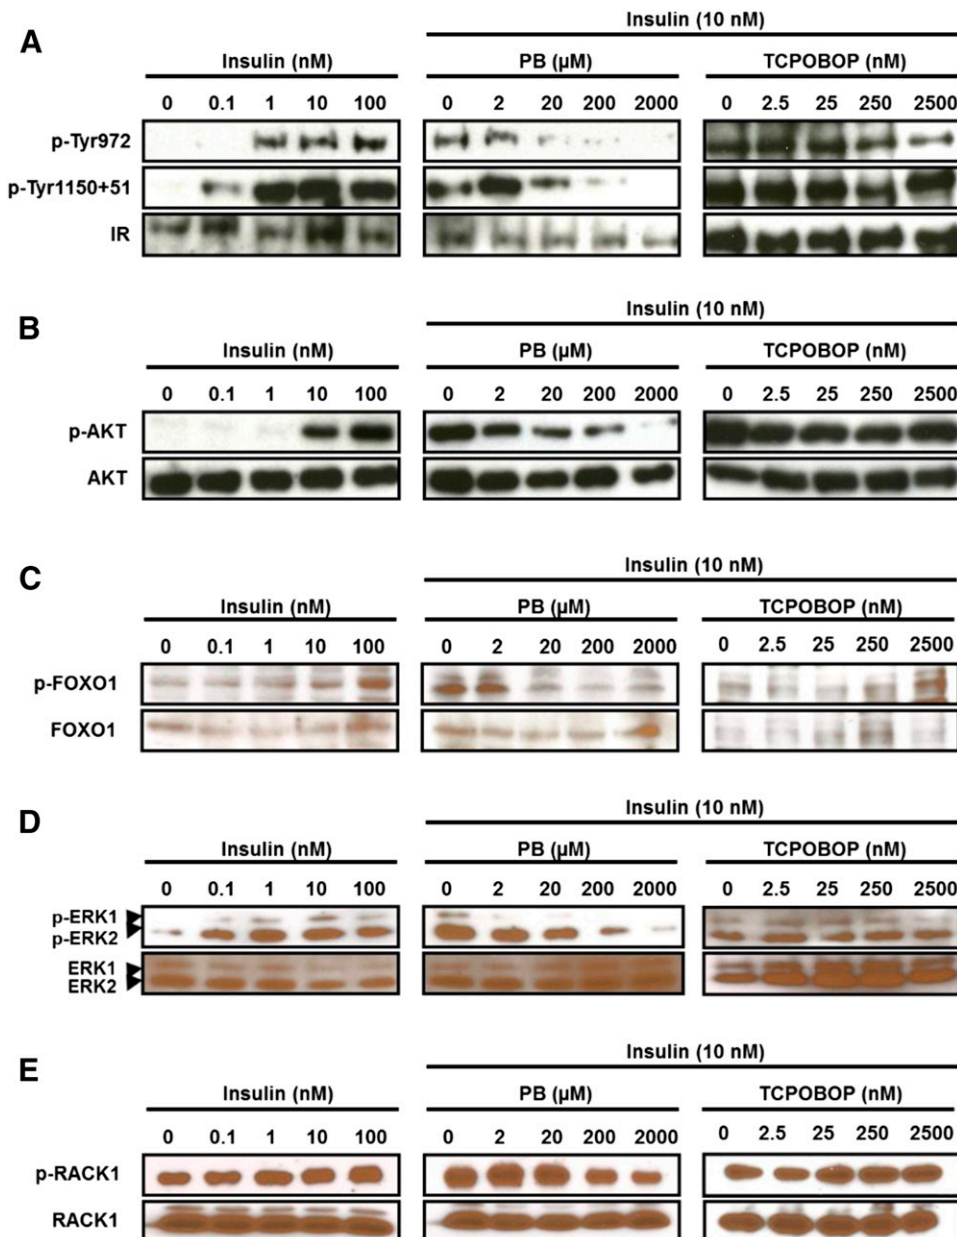 A
Insulin (10 nM)
Insulin (nM) PB (µM) TCPOBOP (nM)
0 0.1 1 10 100 0 2 20 200 2000 0 2.5 25 250 2500
p-Tyr972
p-Tyr1150+51
IR
B
Insulin (10 nM)
Insulin (nM) PB (µM) TCPOBOP (nM)
0 0.1 1 10 100 0 2 20 200 2000 0 2.5 25 250 2500
p-AKT
AKT
C
Insulin (10 nM)
Insulin (nM) PB (µM) TCPOBOP (nM)
0 0.1 1 10 100 0 2 20 200 2000 0 2.5 25 250 2500
p-FOXO1
FOXO1
D
Insulin (10 nM)
Insulin (nM) PB (µM) TCPOBOP (nM)
0 0.1 1 10 100 0 2 20 200 2000 0 2.5 25 250 2500
p-ERK1
p-ERK2
ERK1
ERK2
E
Insulin (10 nM)
Insulin (nM) PB (µM) TCPOBOP (nM)
0 0.1 1 10 100 0 2 20 200 2000 0 2.5 25 250 2500
p-RACK1
RACK1